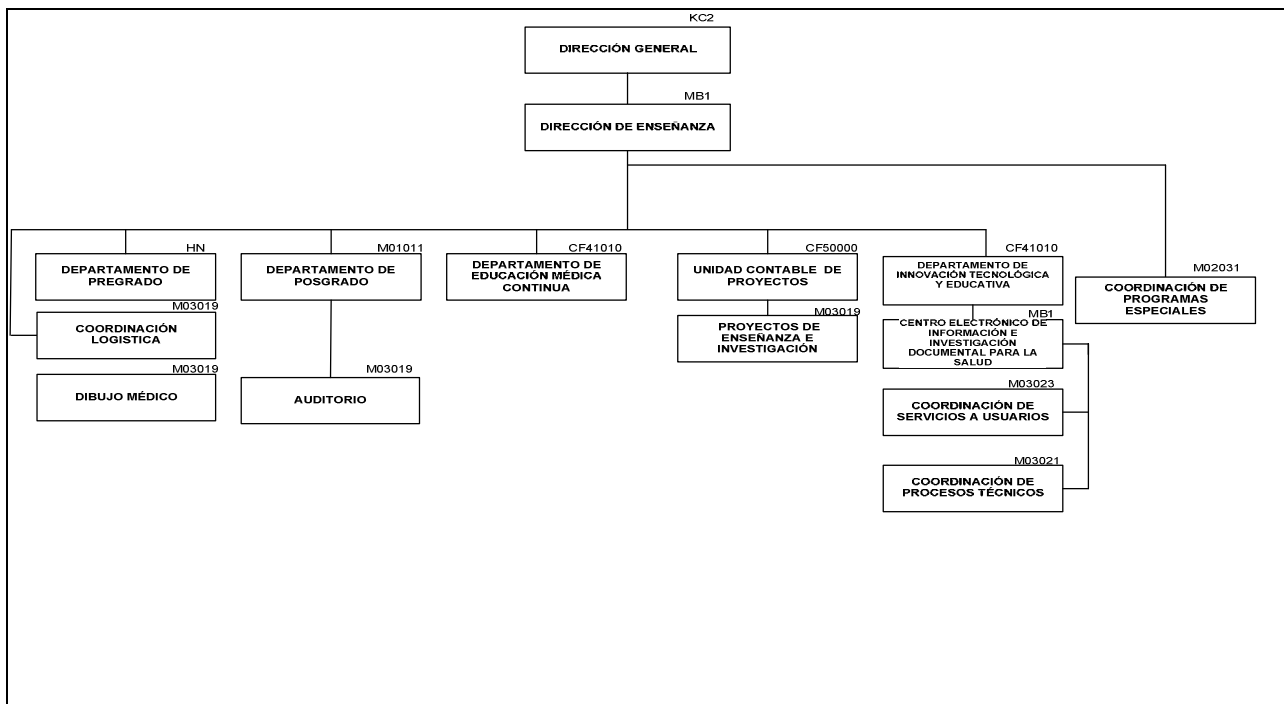 KC2
DIRECCIÓN GENERAL
MB1
DIRECCIÓN DE ENSEÑANZA
HN
DEPARTAMENTO DE
PREGRADO
M03019
COORDINACIÓN
LOGISTICA
M03019
DIBUJO MÉDICO
M01011
DEPARTAMENTO DE
POSGRADO
M03019
AUDITORIO
CF41010
DEPARTAMENTO DE
EDUCACIÓN MÉDICA
CONTINUA
CF50000
UNIDAD CONTABLE DE
PROYECTOS
M03019
PROYECTOS DE
ENSEÑANZA E
INVESTIGACIÓN
CF41010
DEPARTAMENTO DE
INNOVACIÓN TECNOLÓGICA
Y EDUCATIVA
MB1
CENTRO ELECTRÓNICO DE
INFORMACIÓN E
INVESTIGACIÓN
DOCUMENTAL PARA LA
SALUD
M03023
COORDINACIÓN DE
SERVICIOS A USUARIOS
M03021
COORDINACIÓN DE
PROCESOS TÉCNICOS
M02031
COORDINACIÓN DE
PROGRAMAS
ESPECIALES